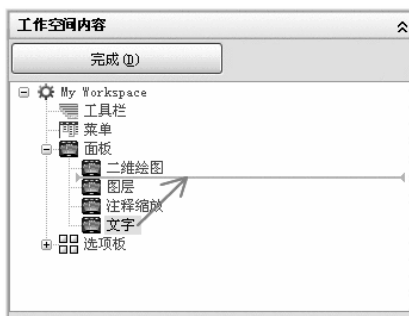 工作空间内容
完成(D)
My Workspace
工具栏
菜单
面板
二维绘图
图层
注释缩放
文字
选项板